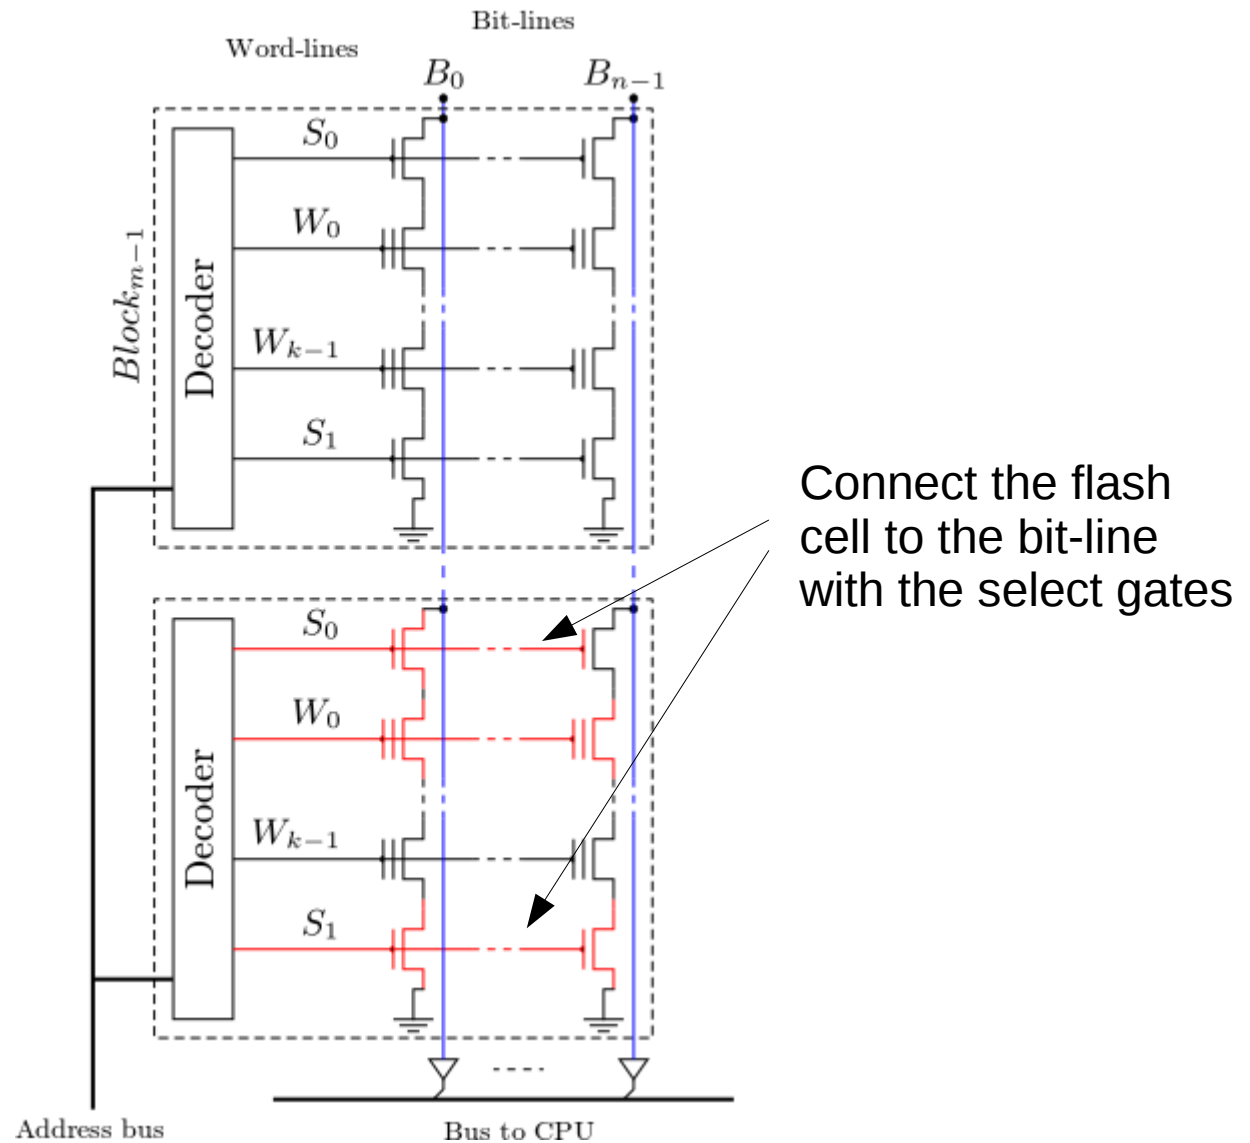 Bit-lines
Word-lines
B0
Bn−1
S0
W0
Blockm−1
Decoder
Wk−1
S1
Connect the flash
cell to the bit-line
with the select gates
S0
W0
Decoder
Wk−1
S1
Address bus
Bus to CPU